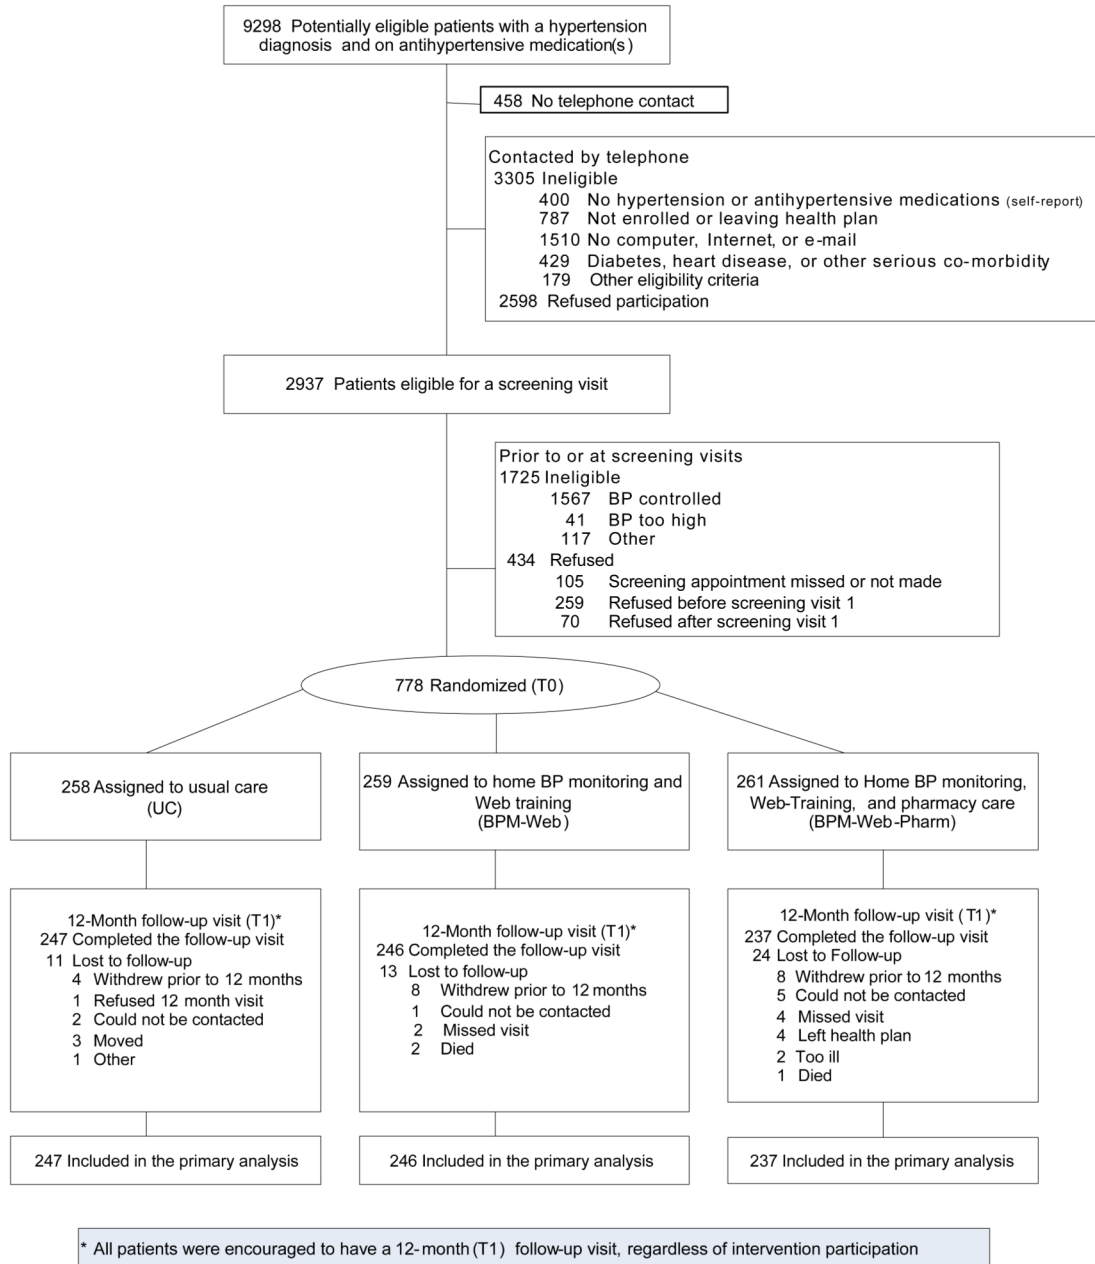 9298 Potentially eligible patients with a hypertension
diagnosis and on antihypertensive medication(s)
458 No telephone contact
Contacted by telephone
3305 Ineligible
400 No hypertension or antihypertensive medications (self-report)
787 Not enrolled or leaving health plan
1510 No computer, Internet, or e-mail
429 Diabetes, heart disease, or other serious co-morbidity
179 Other eligibility criteria
2598 Refused participation
2937 Patients eligible for a screening visit
Prior to or at screening visits
1725 Ineligible
1567 BP controlled
41 BP too high
117 Other
434 Refused
105 Screening appointment missed or not made
259 Refused before screening visit 1
70 Refused after screening visit 1
778 Randomized (T0)
258 Assigned to usual care
(UC)
259 Assigned to home BP monitoring and
Web training
(BPM-Web)
261 Assigned to Home BP monitoring,
Web-Training, and pharmacy care
(BPM-Web-Pharm)
12-Month follow-up visit (T1)*
247 Completed the follow-up visit
11 Lost to follow-up
4 Withdrew prior to 12 months
1 Refused 12 month visit
2 Could not be contacted
3 Moved
1 Other
12-Month follow-up visit (T1)*
246 Completed the follow-up visit
13 Lost to follow-up
8 Withdrew prior to 12 months
1 Could not be contacted
2 Missed visit
2 Died
12-Month follow-up visit (T1)*
237 Completed the follow-up visit
24 Lost to Follow-up
8 Withdrew prior to 12 months
5 Could not be contacted
4 Missed visit
4 Left health plan
2 Too ill
1 Died
247 Included in the primary analysis
246 Included in the primary analysis
237 Included in the primary analysis
* All patients were encouraged to have a 12-month (T1) follow-up visit, regardless of intervention participation